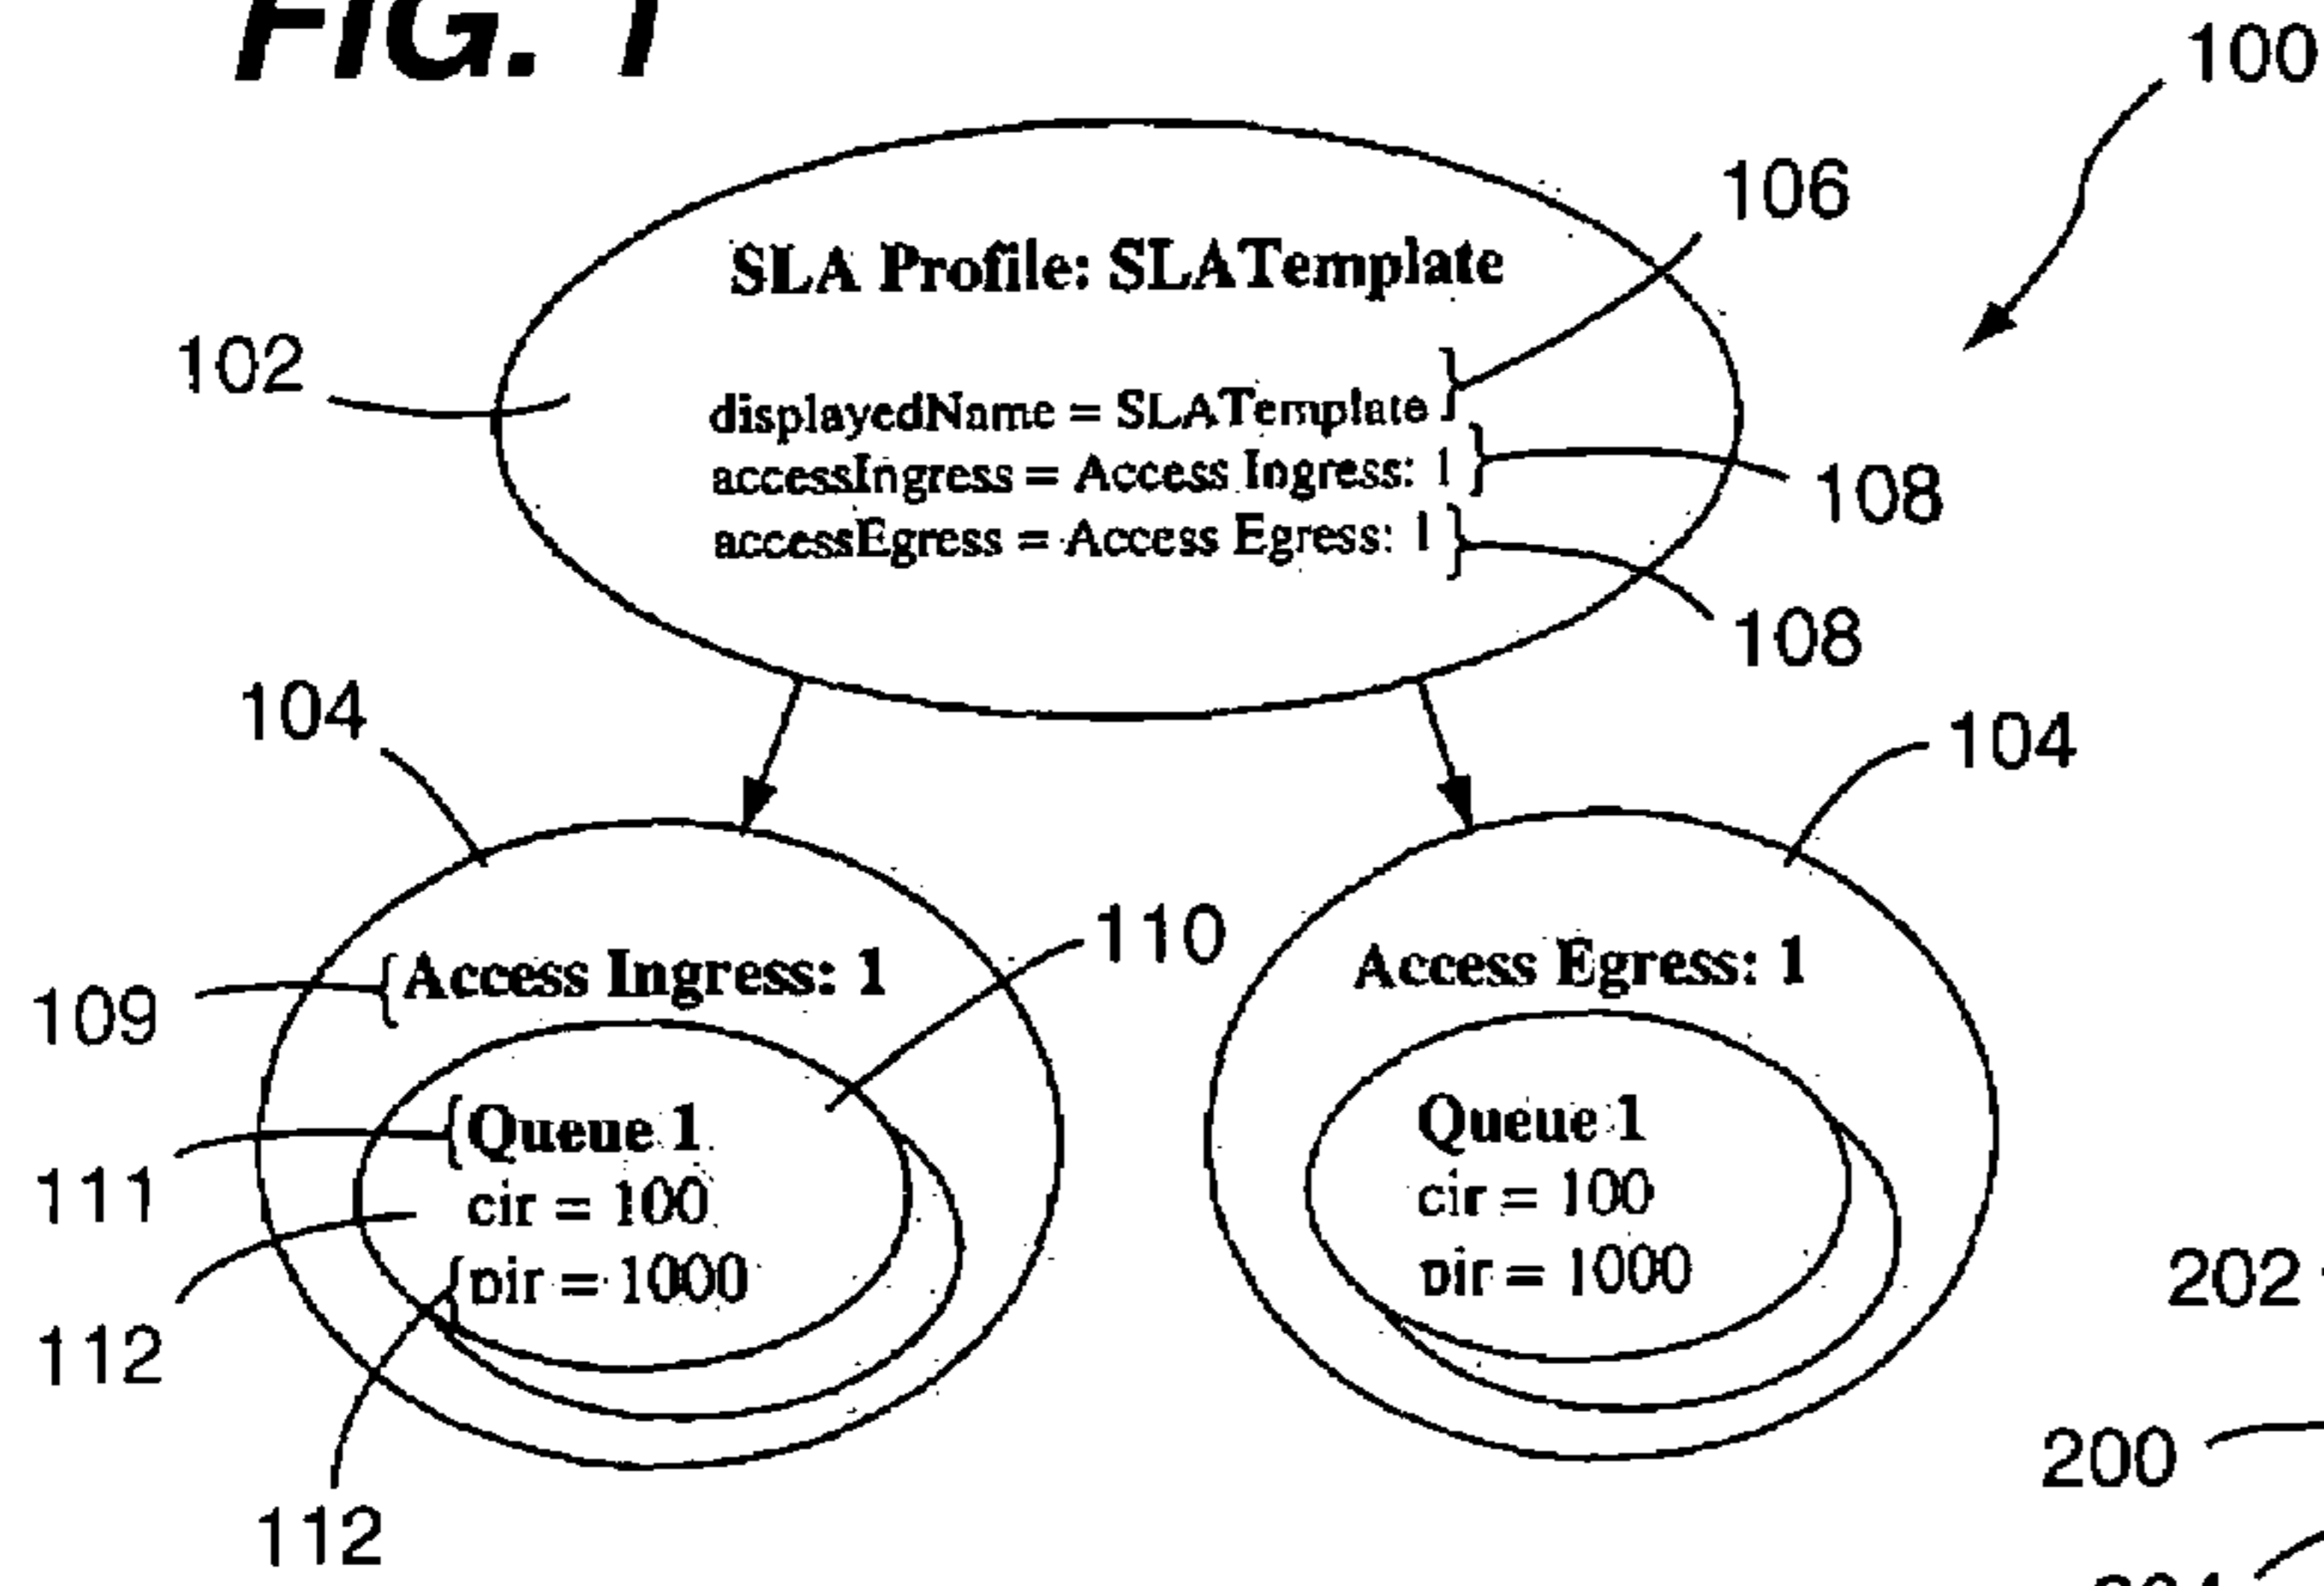 FIG. 1
100
106
SLA Profile: SLATemplate
102
displayedName = SLATemplate
accessIngress = Access Ingress: 1
108
accessEgress = Access Egress: 1
108
104
104
110
Access Ingress: 1
Access Egress: 1
109
Queue 1
Queue 1
111
cir = 100
cir = 100
pir = 1000
pir = 1000
202
112
200
112